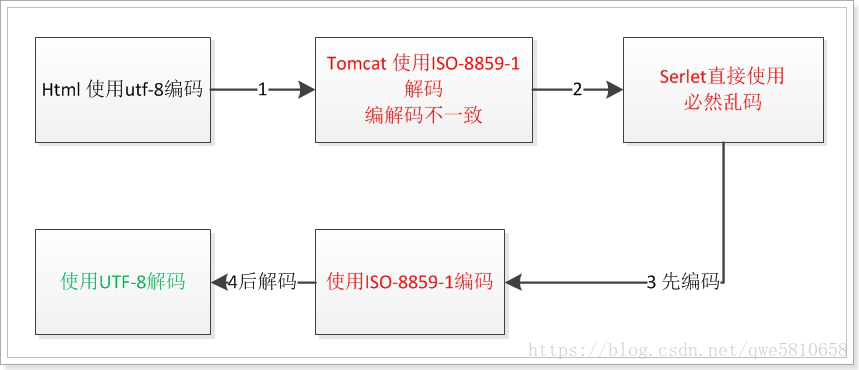 Html 使用utf-8编码
1
Tomcat 使用ISO-8859-1
解码
编解码不一致
2
Serlet直接使用
必然乱码
3 先编码
使用ISO-8859-1编码
4后解码
使用UTF-8解码
https://blog.csdn.net/qwe5810658